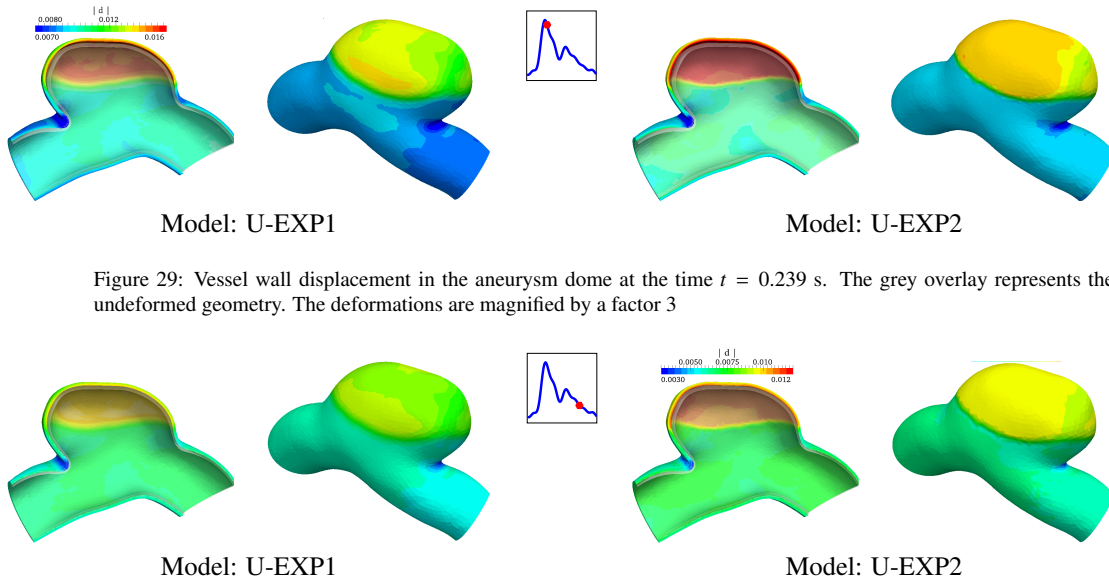 | d |
0.0080 0.012
0.0070 0.016
Model: U-EXP1
Model: U-EXP2
Figure 29: Vessel wall displacement in the aneurysm dome at the time t = 0.239 s. The grey overlay represents the
undeformed geometry. The deformations are magnified by a factor 3
| d |
0.0050 0.0075 0.010
0.0030 0.012
Model: U-EXP1
Model: U-EXP2